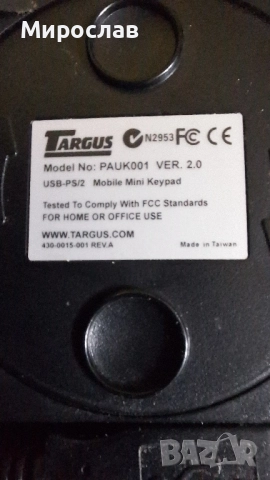 Мирослав
TARGUS N2953 FC CE
Model No: PAUK001 VER. 2.0
USB-PS/2 Mobile Mini Keypad
Tested To Comply With FCC Standards
FOR HOME OR OFFICE USE
WWW.TARGUS.COM
430-0015-001 REV.A Made in Taiwan
BAZAR